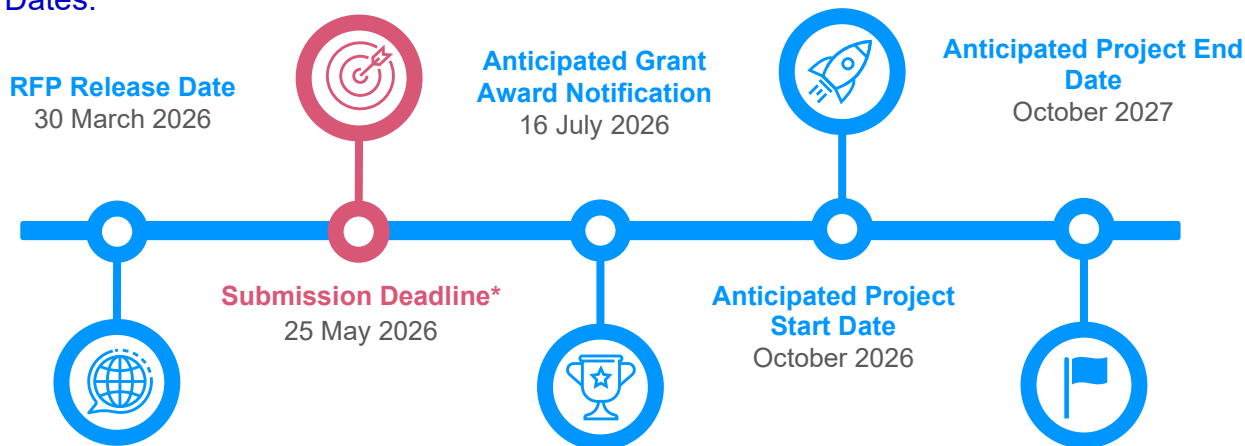 Dates:
RFP Release Date
30 March 2026
Submission Deadline*
25 May 2026
Anticipated Grant
Award Notification
16 July 2026
Anticipated Project
Start Date
October 2026
Anticipated Project End
Date
October 2027